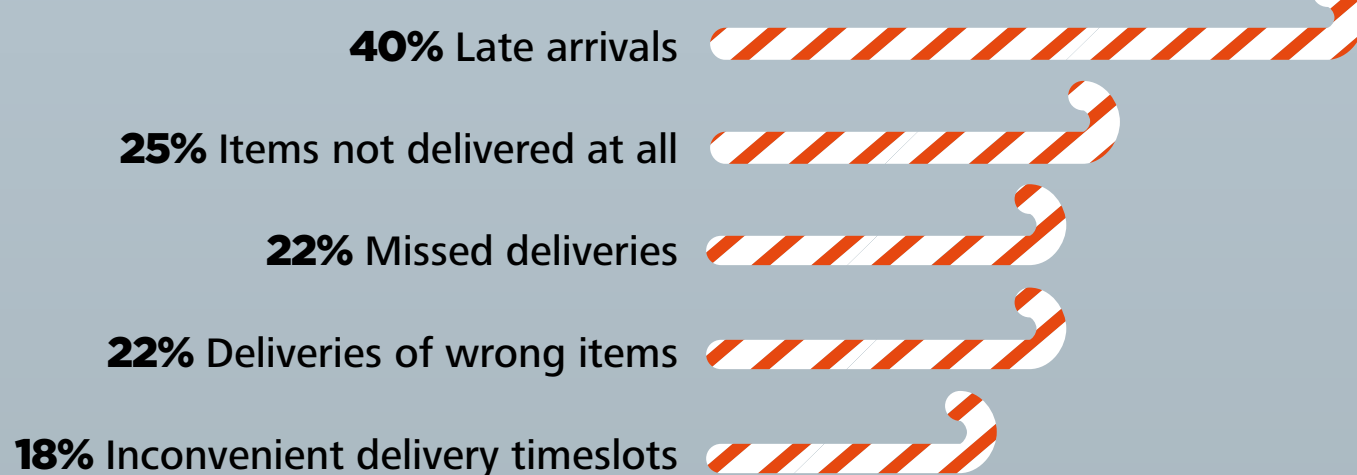 40% Late arrivals
25% Items not delivered at all
22% Missed deliveries
22% Deliveries of wrong items
18% Inconvenient delivery timeslots